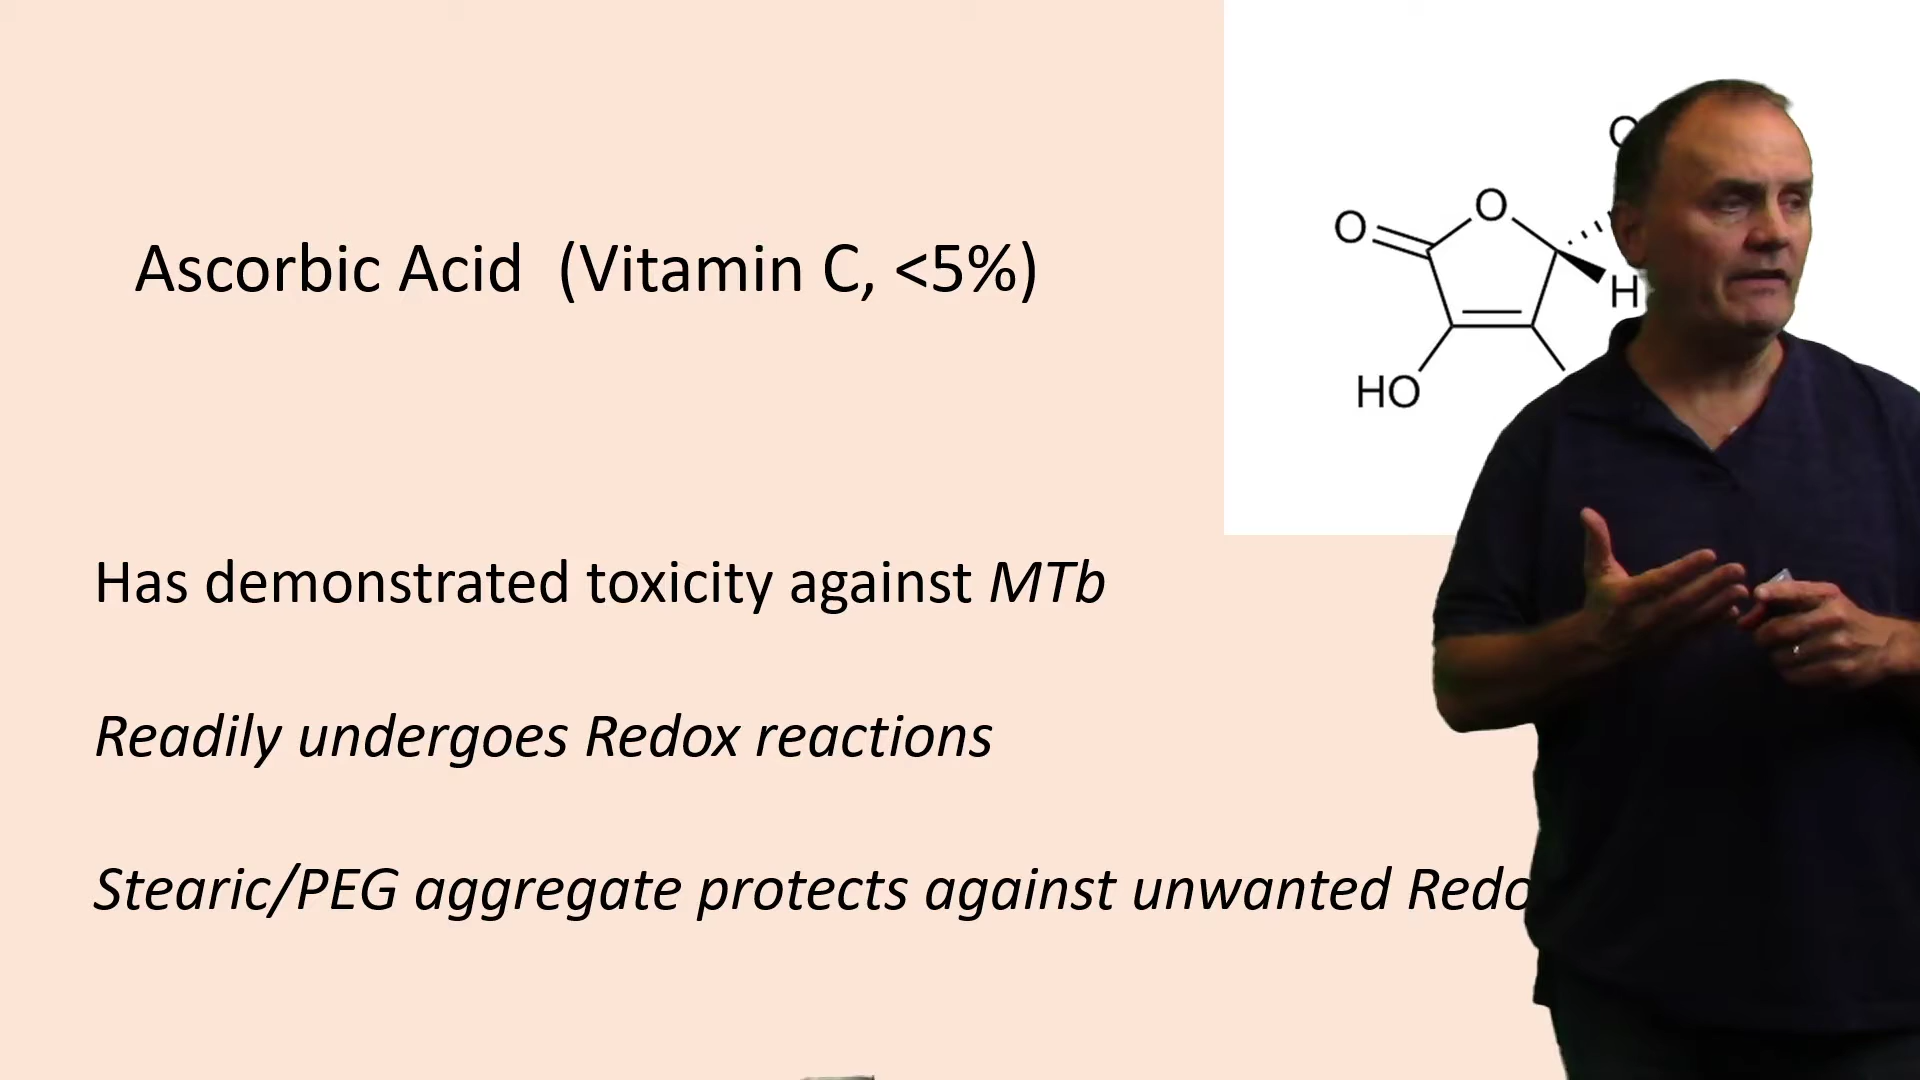 Ascorbic Acid (Vitamin C, <5%)
O
O
H
HO
Has demonstrated toxicity against MTb
Readily undergoes Redox reactions
Stearic/PEG aggregate protects against unwanted